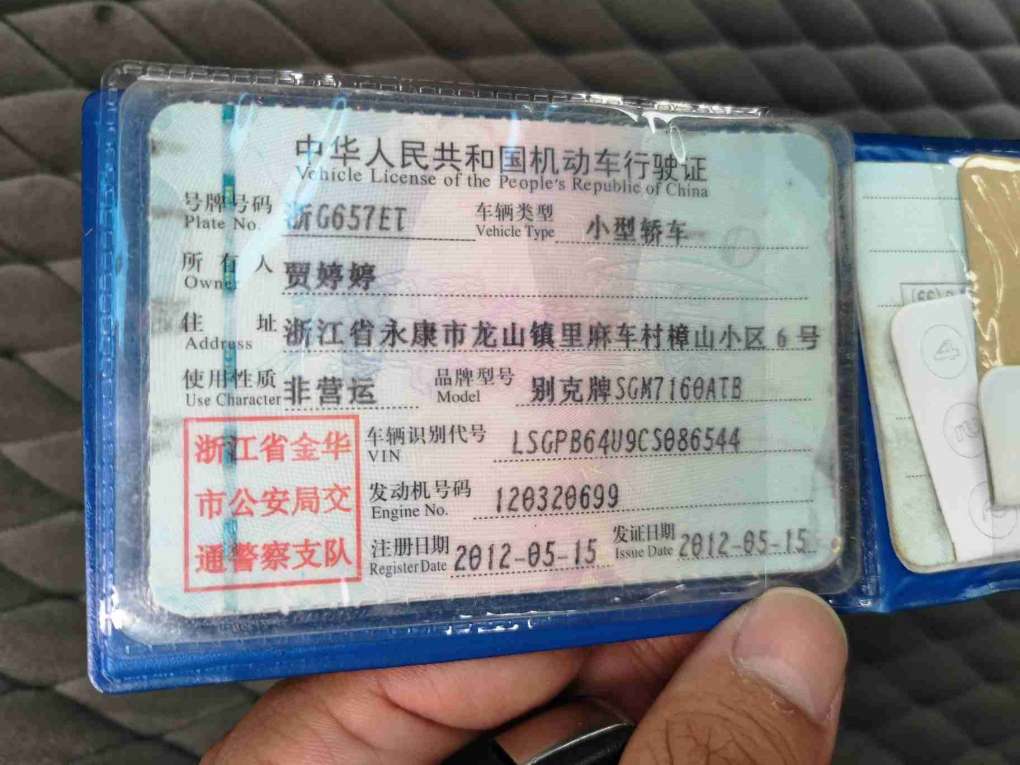 中华人民共和国机动车行驶证
Vehicle License of the People's Republic of China
号牌号码 浙G657ET 车辆类型 小型轿车
Plate No. Vehicle Type
所有人 贾婷婷
Owner
住址 浙江省永康市龙山镇里麻车村樟山小区6号
Address
使用性质 非营运 品牌型号 别克牌SGM7160ATB
Use Character Model
浙江省金华 车辆识别代号 LSGPB64U9CS086544
VIN
市公安局交 发动机号码 120320699
Engine No.
通警察支队 注册日期 2012-05-15 发证日期 2012-05-15
Register Date Issue Date